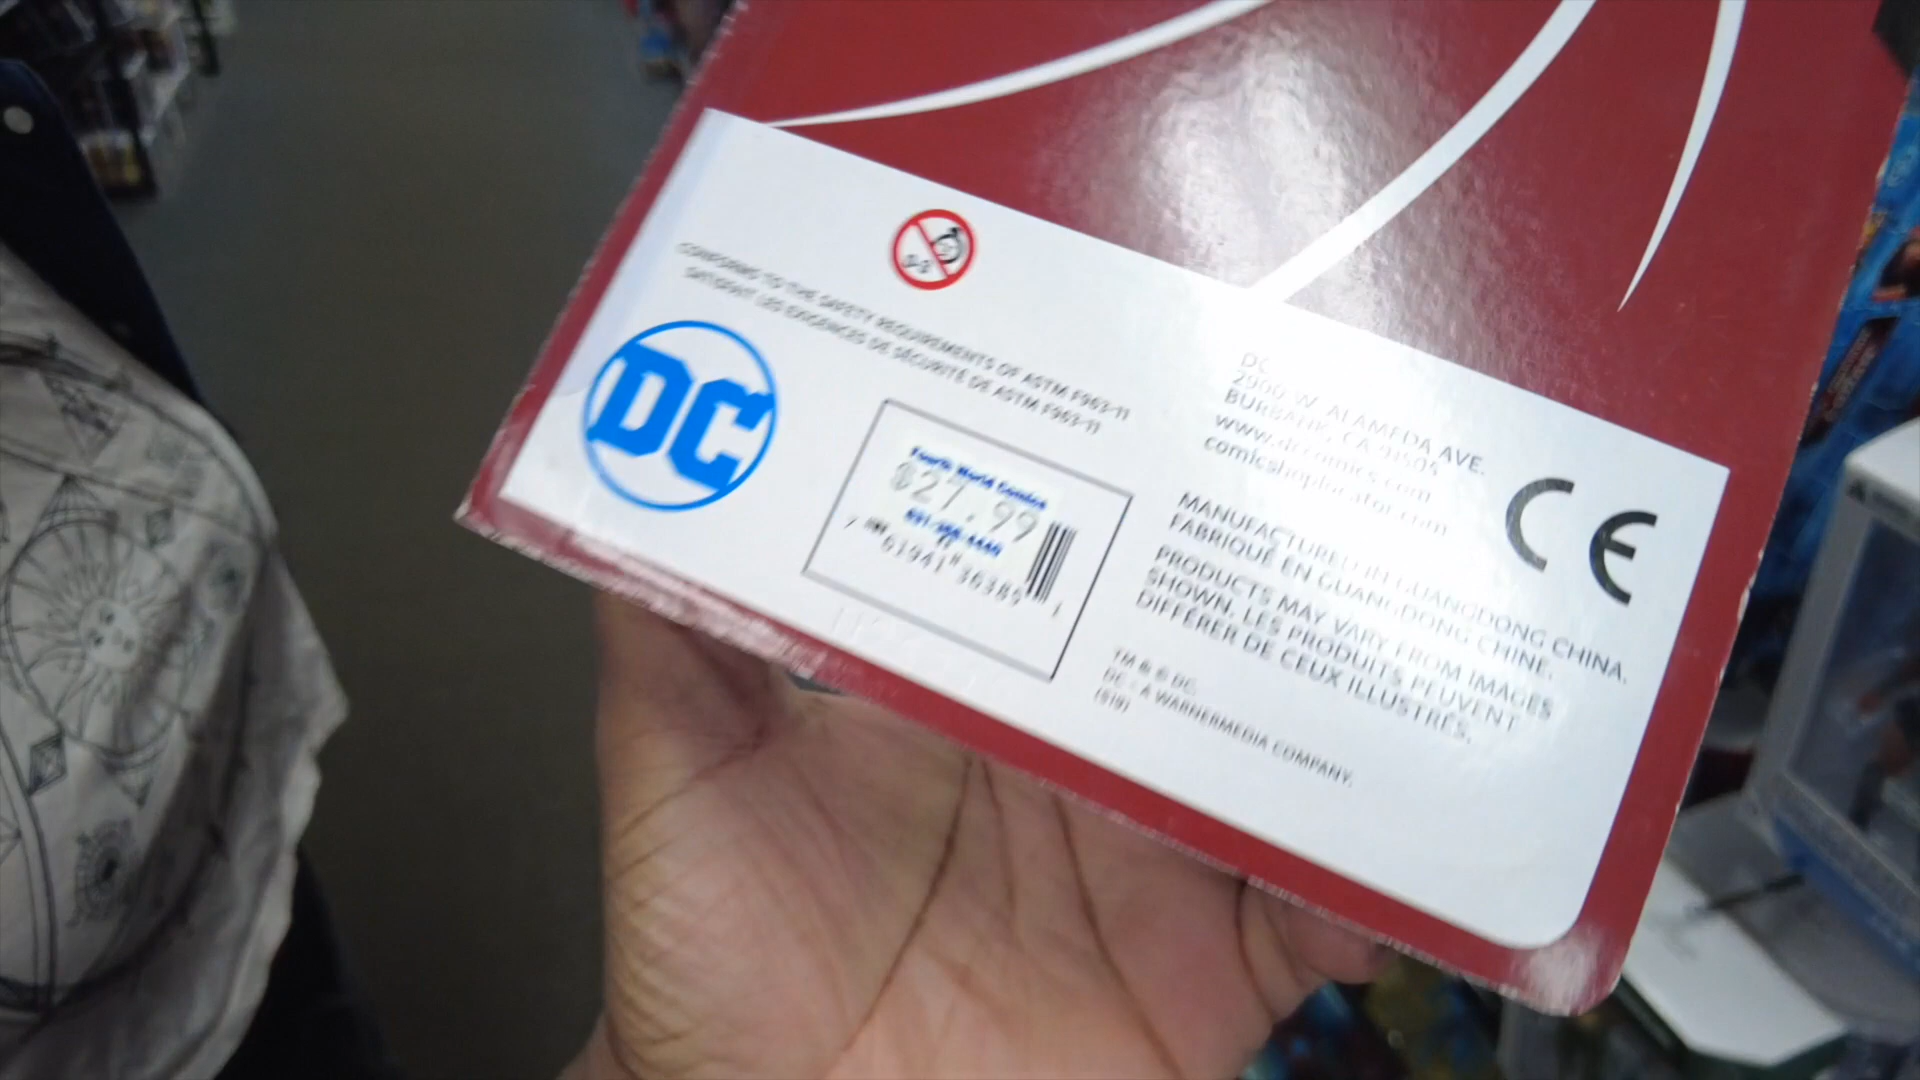 0-3
CONFORMS TO THE SAFETY REQUIREMENTS OF ASTM F963-11
SATISFAIT LES EXIGENCES DE SÉCURITÉ DE ASTM F963-11
DC
Fourth World Comics
$27.99
61941 36389
DC
2900 W. ALAMEDA AVE.
BURBANK, CA 91505
www.dccomics.com
comicshoplocator.com
CE
MANUFACTURED IN GUANGDONG CHINA.
FABRIQUÉ EN GUANGDONG CHINE.
PRODUCTS MAY VARY FROM IMAGES
SHOWN. LES PRODUITS PEUVENT
DIFFÉRER DE CEUX ILLUSTRÉS.
TM & © DC.
DC - A WARNERMEDIA COMPANY.
(S19)